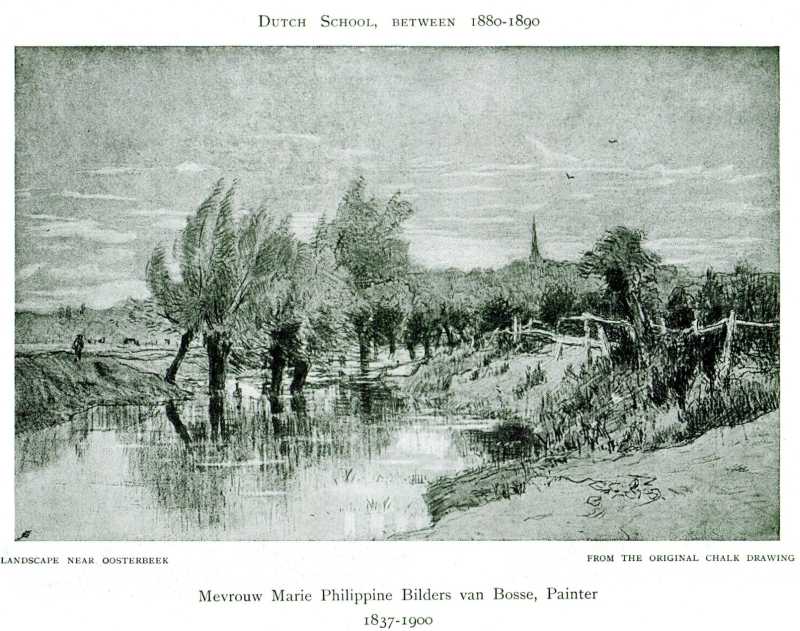 Dutch School, between 1880-1890
LANDSCAPE NEAR OOSTERBEEK
FROM THE ORIGINAL CHALK DRAWING
Mevrouw Marie Philippine Bilders van Bosse, Painter
1837-1900